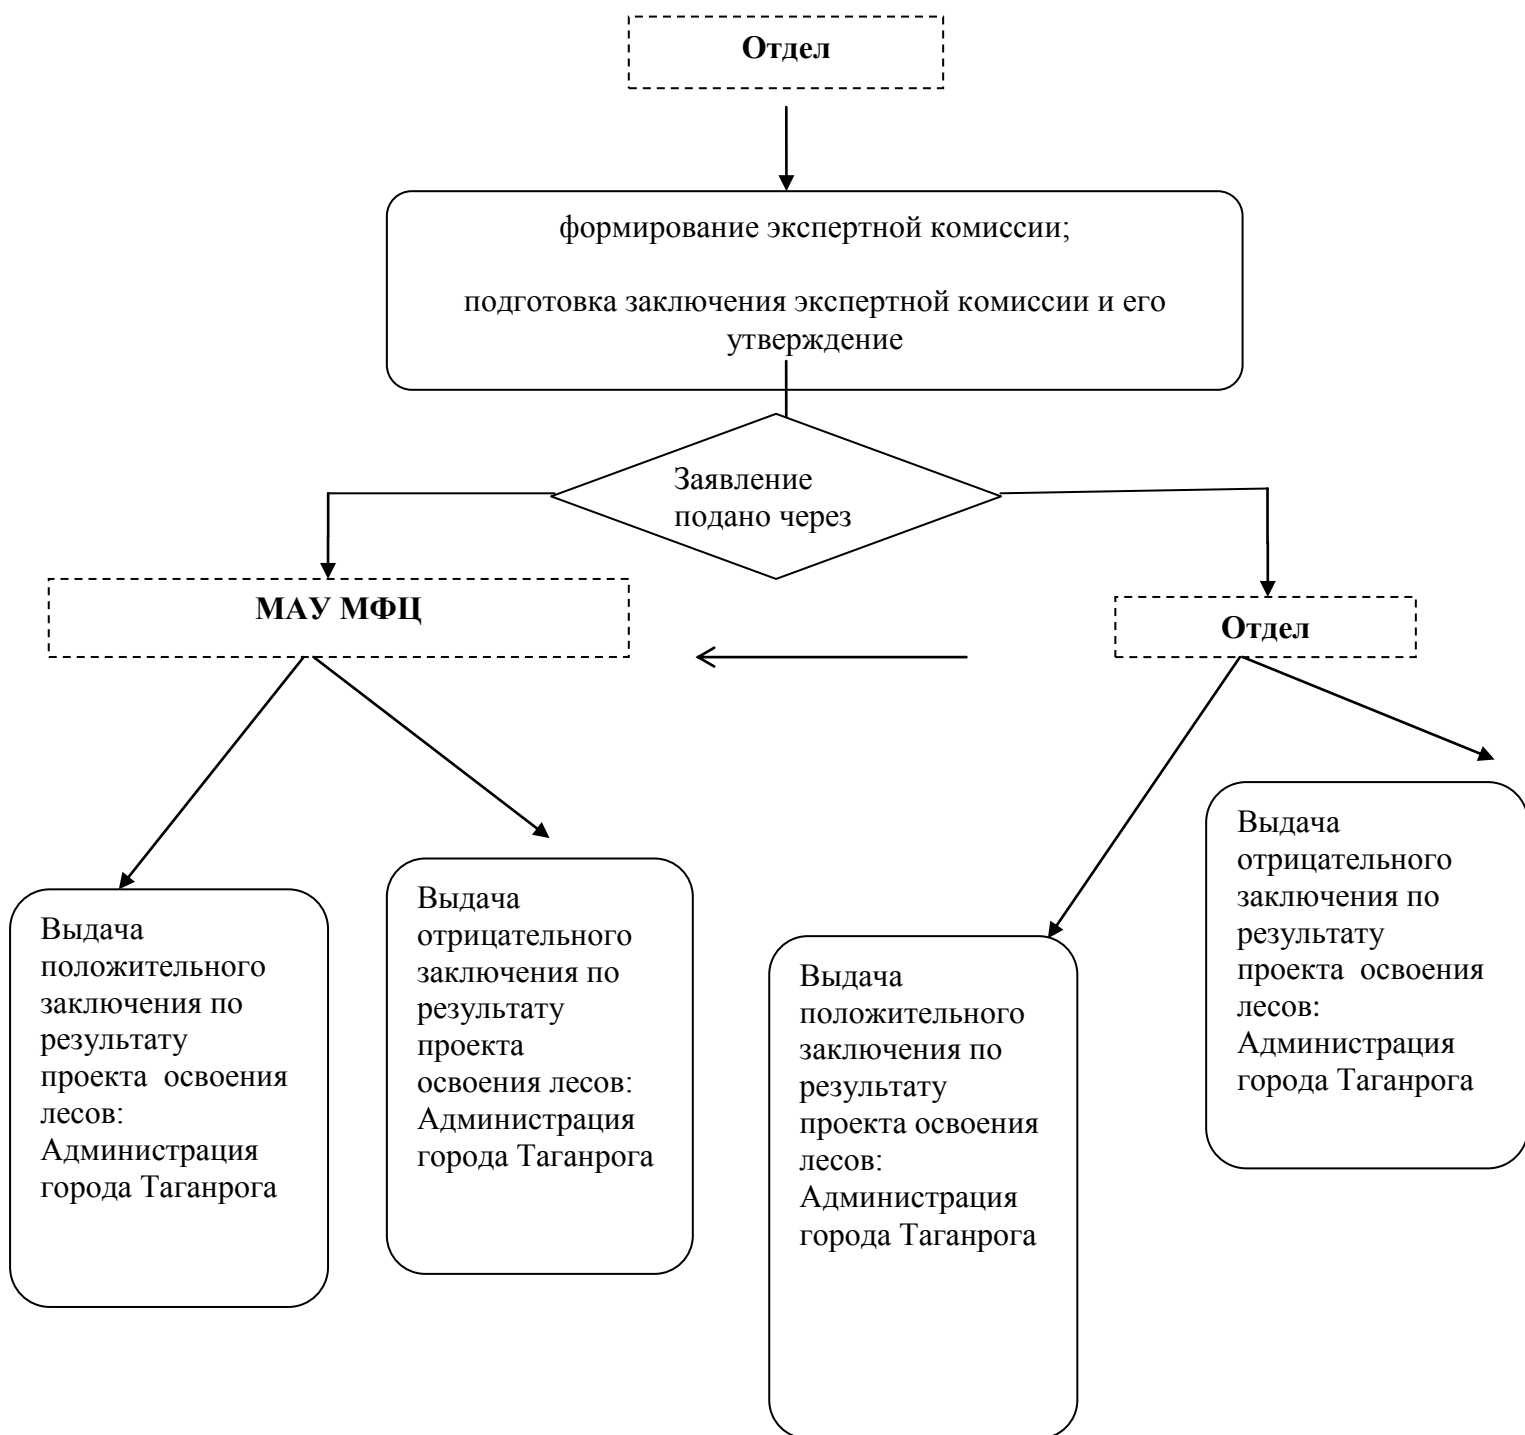 Отдел
формирование экспертной комиссии;
подготовка заключения экспертной комиссии и его
утверждение
Заявление
подано через
МАУ МФЦ
Отдел
Выдача
положительного
заключения по
результату
проекта освоения
лесов:
Администрация
города Таганрога
Выдача
отрицательного
заключения по
результату
проекта
освоения лесов:
Администрация
города Таганрога
Выдача
положительного
заключения по
результату
проекта освоения
лесов:
Администрация
города Таганрога
Выдача
отрицательного
заключения по
результату
проекта освоения
лесов:
Администрация
города Таганрога